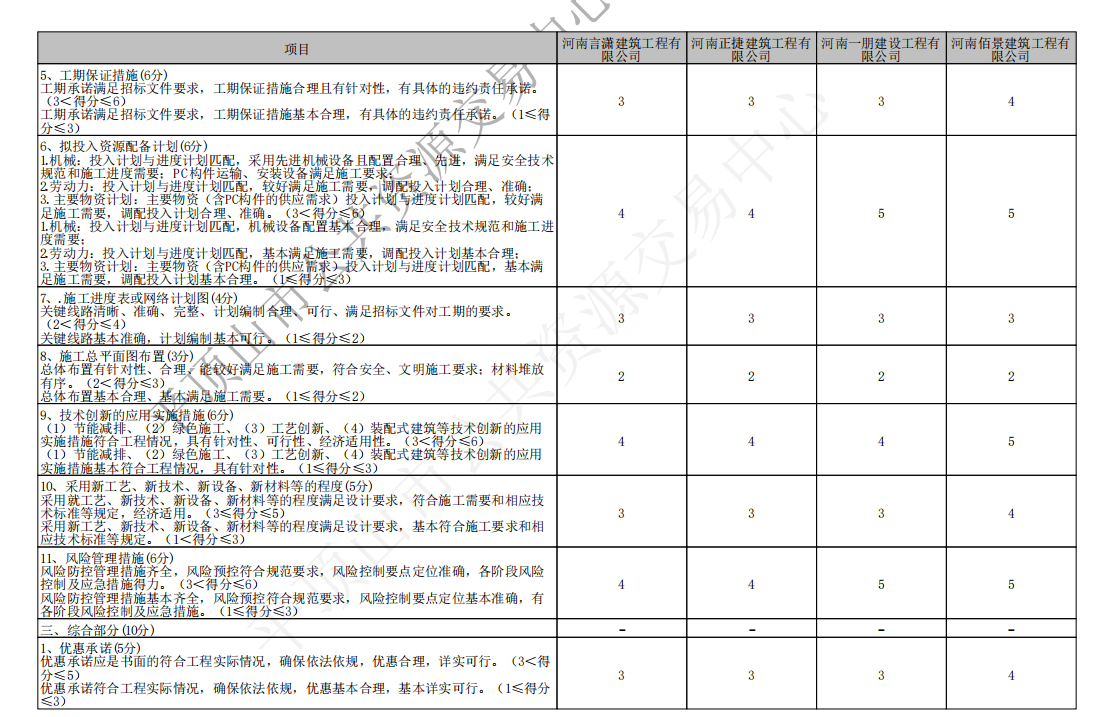 项目
河南言潇建筑工程有
限公司
河南正捷建筑工程有
限公司
河南一朋建设工程有
限公司
河南佰景建筑工程有
限公司
5、工期保证措施(6分)
工期承诺满足招标文件要求，工期保证措施合理且有针对性，有具体的违约责任承诺。
（3＜得分≤6）
工期承诺满足招标文件要求，工期保证措施基本合理，有具体的违约责任承诺。（1≤得
分≤3）
3
3
3
4
6、拟投入资源配备计划(6分)
1.机械：投入计划与进度计划匹配，采用先进机械设备且配置合理、先进，满足安全技术
规范和施工进度需要；PC构件运输、安装设备满足施工要求；
2.劳动力：投入计划与进度计划匹配，较好满足施工需要，调配投入计划合理、准确；
3.主要物资计划：主要物资（含PC构件的供应需求）投入计划与进度计划匹配，较好满
足施工需要，调配投入计划合理、准确。（3＜得分≤6）
1.机械：投入计划与进度计划匹配，机械设备配置基本合理，满足安全技术规范和施工进
度需要；
2.劳动力：投入计划与进度计划匹配，基本满足施工需要，调配投入计划基本合理；
3.主要物资计划：主要物资（含PC构件的供应需求）投入计划与进度计划匹配，基本满
足施工需要，调配投入计划基本合理。（1≤得分≤3）
4
4
5
5
7、.施工进度表或网络计划图(4分)
关键线路清晰、准确、完整、计划编制合理、可行、满足招标文件对工期的要求。
（2＜得分≤4）
关键线路基本准确，计划编制基本可行。（1≤得分≤2）
3
3
3
3
8、施工总平面图布置(3分)
总体布置有针对性、合理，能较好满足施工需要，符合安全、文明施工要求；材料堆放
有序。（2＜得分≤3）
总体布置基本合理、基本满足施工需要。（1≤得分≤2）
2
2
2
2
9、技术创新的应用实施措施(6分)
（1）节能减排、（2）绿色施工、（3）工艺创新、（4）装配式建筑等技术创新的应用
实施措施符合工程情况，具有针对性、可行性、经济适用性。（3＜得分≤6）
（1）节能减排、（2）绿色施工、（3）工艺创新、（4）装配式建筑等技术创新的应用
实施措施基本符合工程情况，具有针对性。（1≤得分≤3）
4
4
4
5
10、采用新工艺、新技术、新设备、新材料等的程度(5分)
采用就工艺、新技术、新设备、新材料等的程度满足设计要求，符合施工需要和相应技
术标准等规定，经济适用。（3≤得分≤5）
采用新工艺、新技术、新设备、新材料等的程度满足设计要求，基本符合施工要求和相
应技术标准等规定。（1＜得分≤3）
3
3
3
4
11、风险管理措施(6分)
风险防控管理措施齐全，风险预控符合规范要求，风险控制要点定位准确，各阶段风险
控制及应急措施得力。（3＜得分≤6）
风险防控管理措施基本齐全，风险预控符合规范要求，风险控制要点定位基本准确，有
各阶段风险控制及应急措施。（1≤得分≤3）
4
4
5
5
三、综合部分(10分)
-
-
-
-
1、优惠承诺(5分)
优惠承诺应是书面的符合工程实际情况，确保依法依规，优惠合理，详实可行。（3＜得
分≤5）
优惠承诺符合工程实际情况，确保依法依规，优惠基本合理，基本详实可行。（1≤得分
≤3）
3
3
3
4
平顶山市公共资源交易中心
平顶山市公共资源交易中心